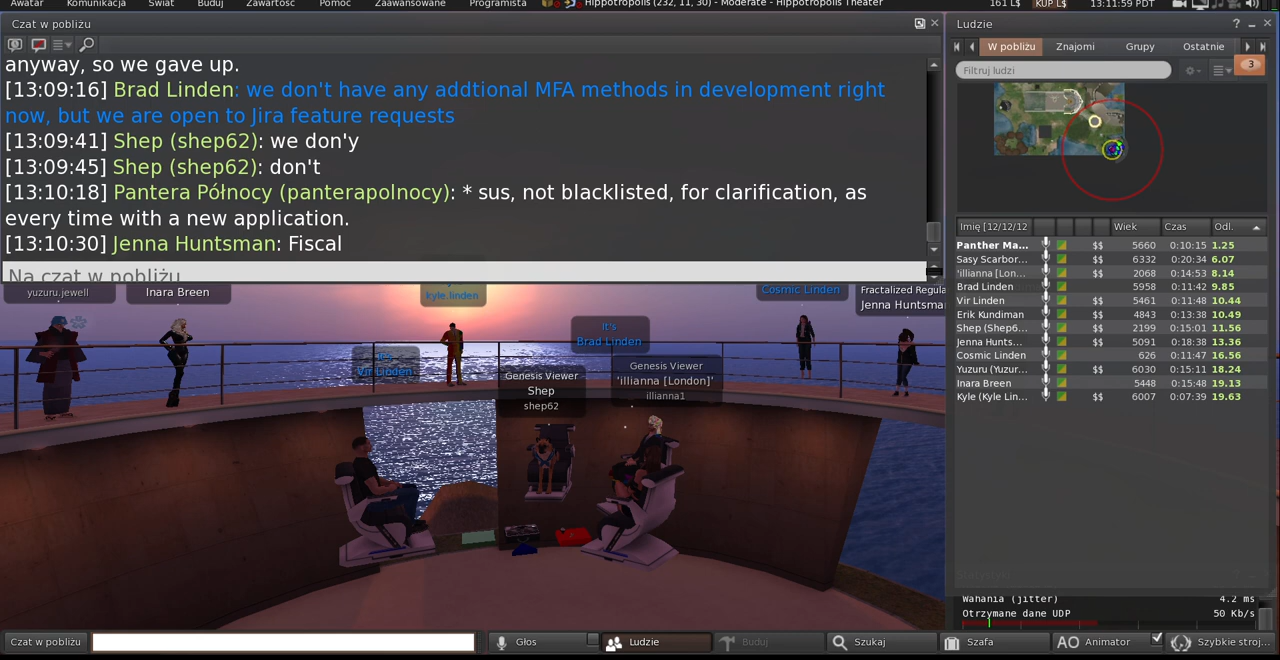 Awatar Komunikacja Świat Buduj Zawartość Pomoc Zaawansowane Programista Hippotropolis (232, 11, 30) - Moderate - Hippotropolis Theater 161 L$ KUP L$ 13:11:59 PDT
Czat w pobliżu
anyway, so we gave up.
[13:09:16] Brad Linden: we don't have any addtional MFA methods in development right
now, but we are open to Jira feature requests
[13:09:41] Shep (shep62): we don'y
[13:09:45] Shep (shep62): don't
[13:10:18] Pantera Północy (panterapolnocy): * sus, not blacklisted, for clarification, as
every time with a new application.
[13:10:30] Jenna Huntsman: Fiscal
Na czat w pobliżu
yuzuru.jewell
Inara Breen
kyle.linden
Cosmic Linden
Fractalized Regula
Jenna Huntsman
It's
Brad Linden
It's
Vir Linden
Genesis Viewer
Shep
shep62
Genesis Viewer
'illianna [London]'
illianna1
Ludzie
W pobliżu Znajomi Grupy Ostatnie
Filtruj ludzi
3
Imię [12/12/12 Wiek Czas Odl.
Panther Ma... $$ 5660 0:10:15 1.25
Sasy Scarbor... $$ 6332 0:20:34 6.07
'illianna [Lon... $$ 2068 0:14:53 8.14
Brad Linden 5958 0:11:42 9.85
Vir Linden $$ 5461 0:11:48 10.44
Erik Kundiman $$ 4843 0:13:38 10.49
Shep (Shep6... $$ 2199 0:15:01 11.56
Jenna Hunts... $$ 5091 0:18:38 13.36
Cosmic Linden 626 0:11:47 16.56
Yuzuru (Yuzur... $$ 6030 0:15:11 18.24
Inara Breen 5448 0:15:48 19.13
Kyle (Kyle Lin... $$ 6007 0:07:39 19.63
Wahania (jitter) 4.2 ms
Otrzymane dane UDP 50 Kb/s
Czat w pobliżu Głos Ludzie Buduj Szukaj Szafa AO Animator Szybkie stroj...